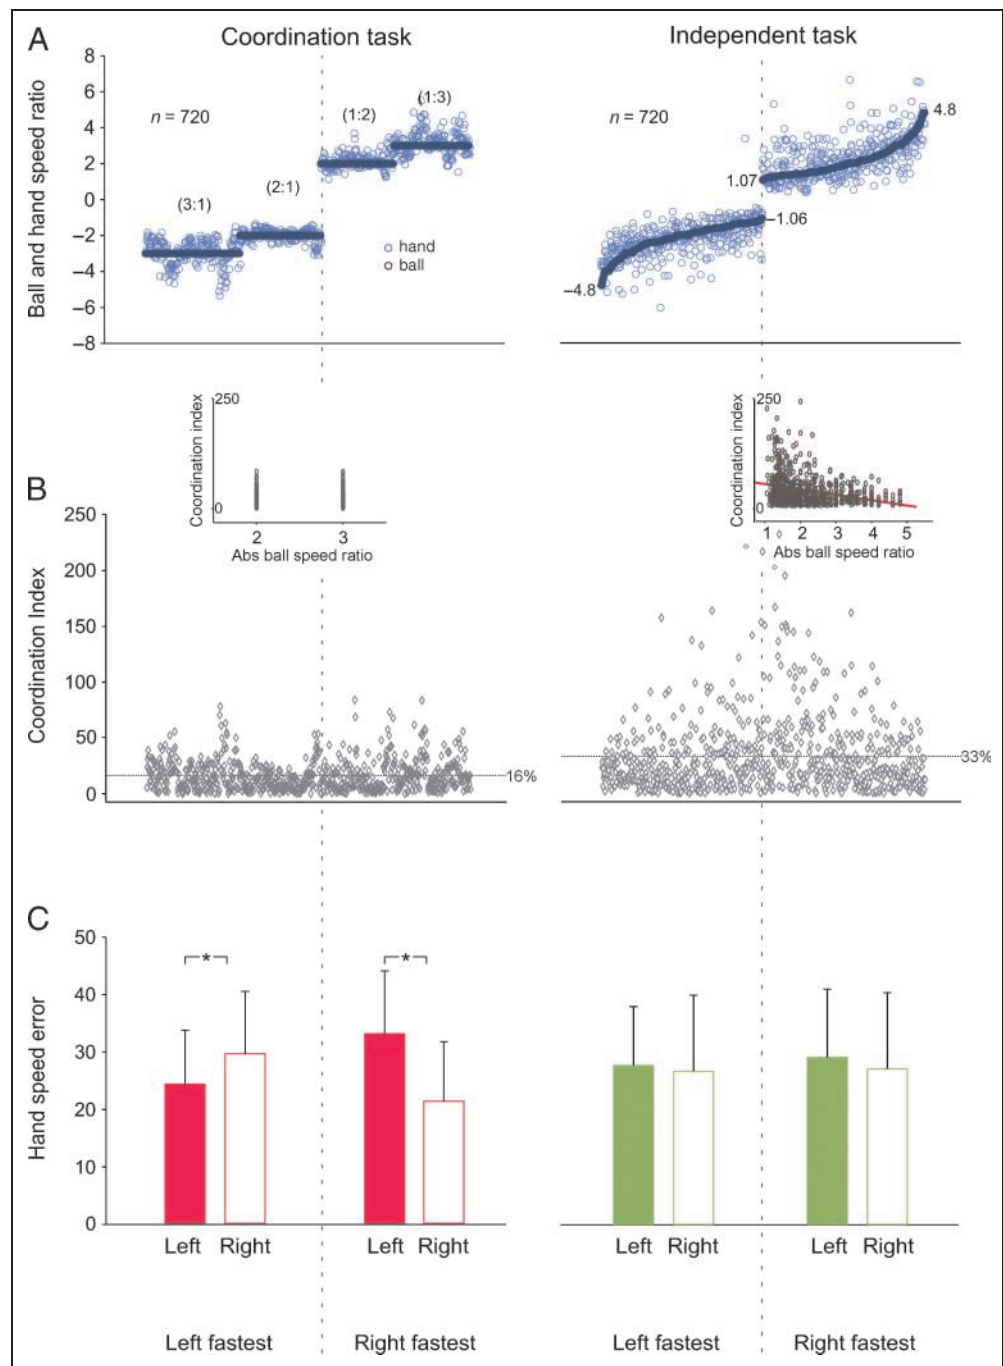 A
Coordination task
Independent task
Ball and hand speed ratio
8
6
4
2
0
–2
–4
–6
–8
n = 720
(3:1)
(2:1)
(1:2)
(1:3)
hand
ball
n = 720
4.8
1.07
–1.06
–4.8
B
Coordination index
250
0
2
3
Abs ball speed ratio
Coordination index
250
0
1
2
3
4
5
Abs ball speed ratio
Coordination Index
250
200
150
100
50
0
16%
33%
C
Hand speed error
50
40
30
20
10
0
*
*
Left Right
Left Right
Left Right
Left Right
Left fastest
Right fastest
Left fastest
Right fastest